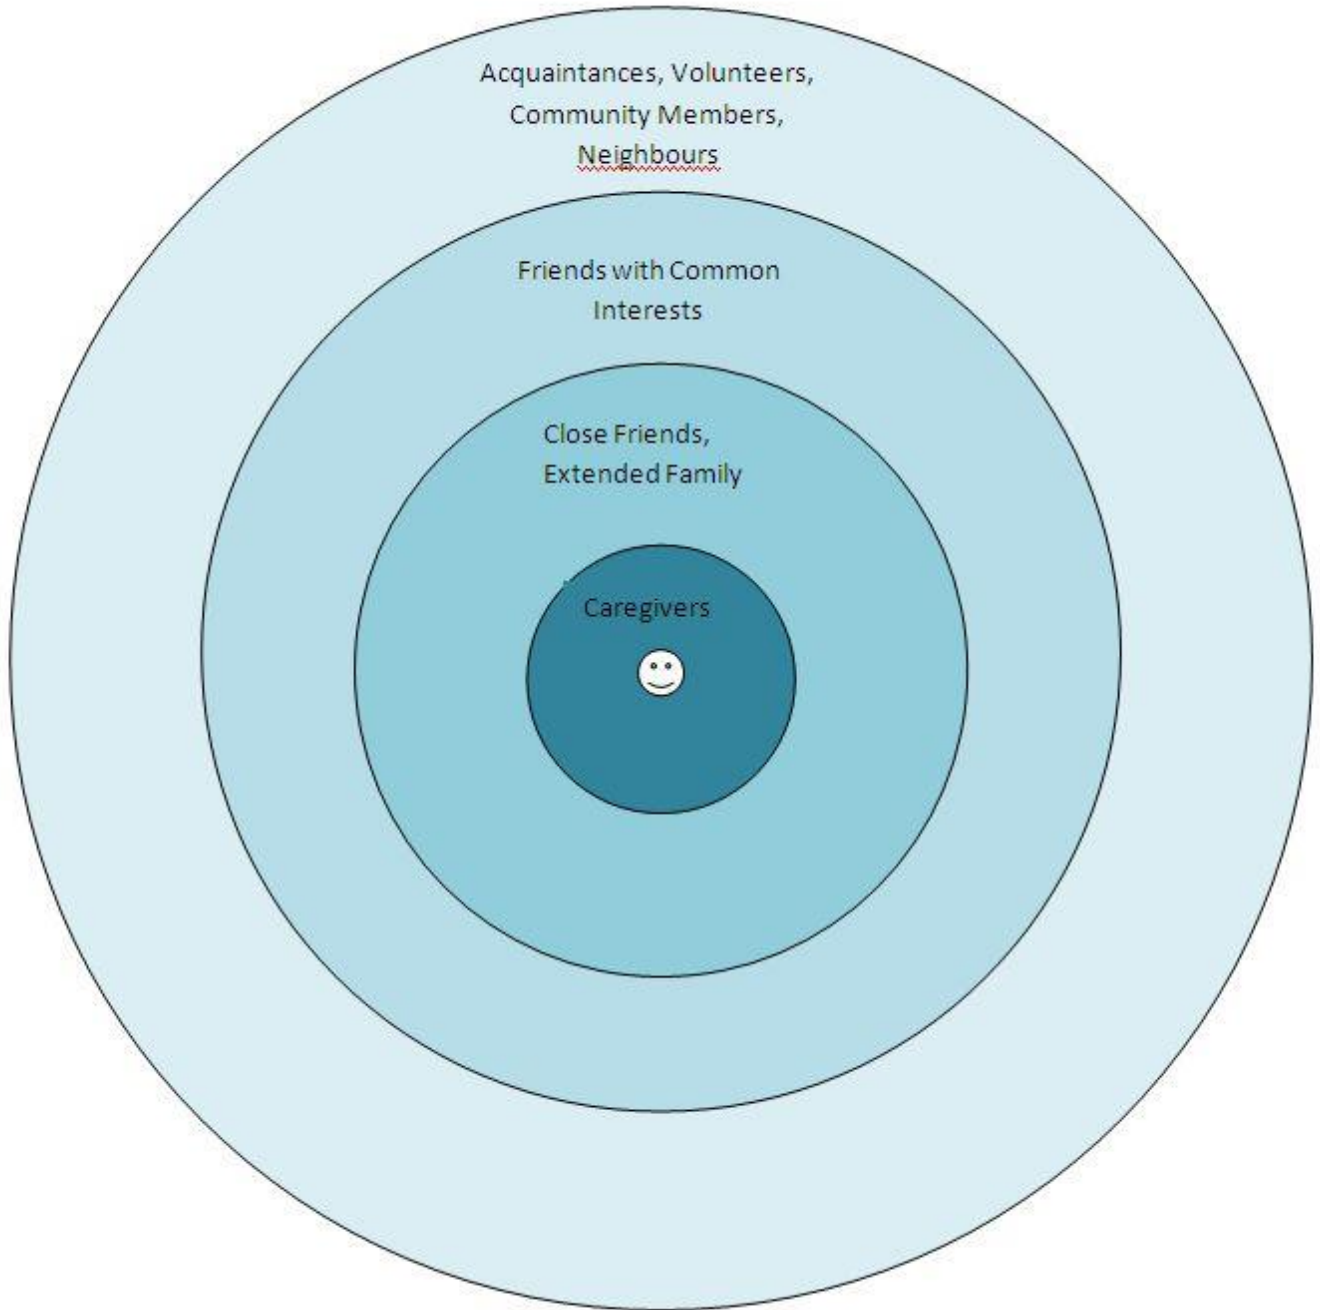 Acquaintances, Volunteers,
Community Members,
Neighbours
Friends with Common
Interests
Close Friends,
Extended Family
Caregivers